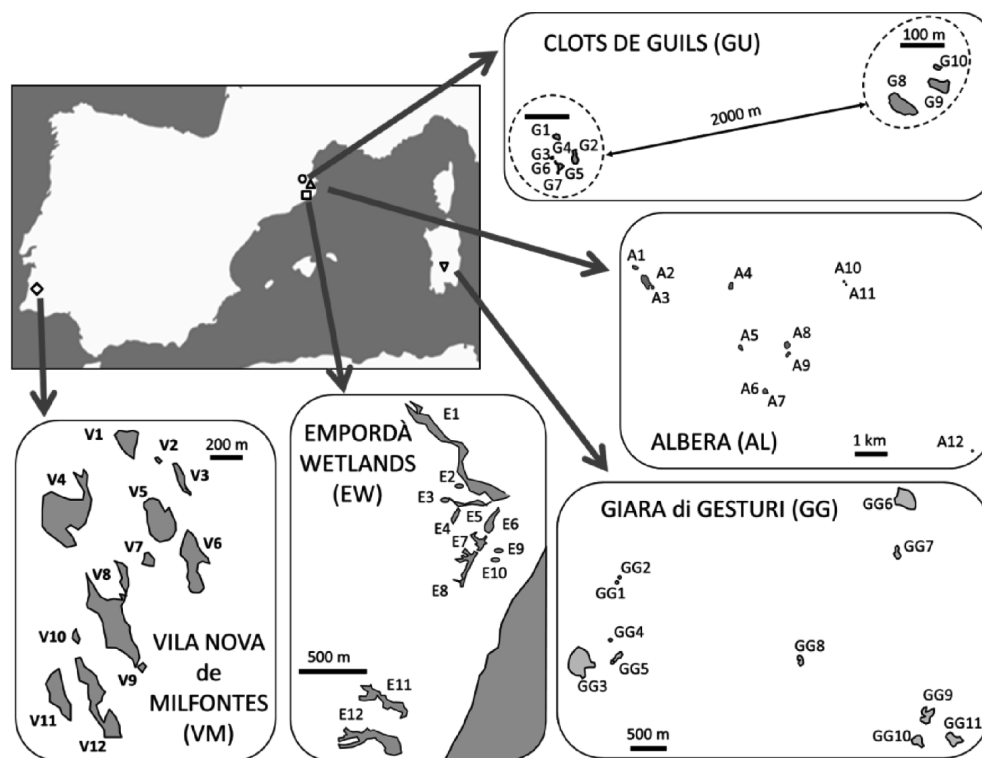 CLOTS DE GUILS (GU)
100 m
G10
G8
G9
2000 m
G1
G4
G2
G3
G6
G5
G7
A1
A2
A3
A4
A10
A11
A5
A8
A9
A6
A7
ALBERA (AL)
1 km
A12
V1
V2
200 m
V3
V4
V5
V6
V7
V8
V10
V9
V11
V12
VILA NOVA
de
MILFONTES
(VM)
EMPORDÀ
WETLANDS
(EW)
E1
E2
E3
E5
E4
E6
E7
E9
E10
E8
500 m
E11
E12
GIARA di GESTURI (GG)
GG6
GG7
GG2
GG1
GG4
GG5
GG3
GG8
GG9
GG10
GG11
500 m